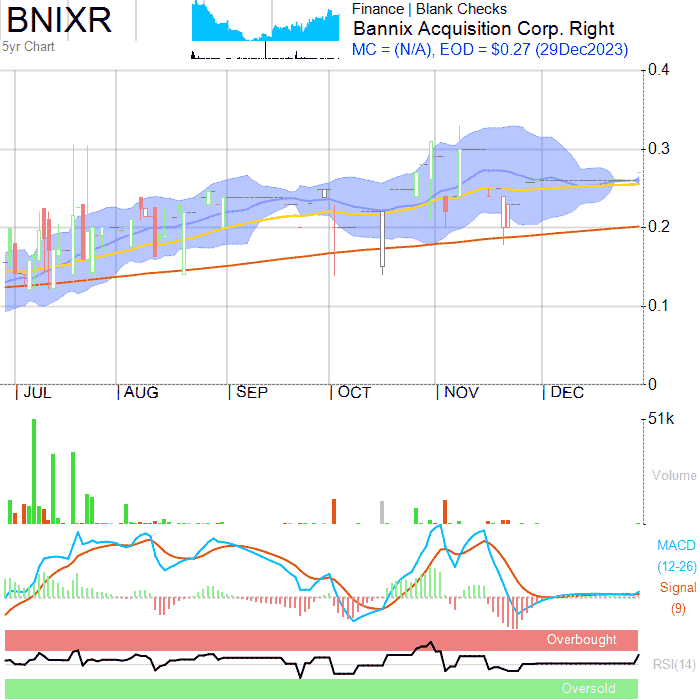 BNIXR
5yr Chart
Finance | Blank Checks
Bannix Acquisition Corp. Right
MC = (N/A), EOD = $0.27 (29Dec2023)
0.4
0.3
0.2
0.1
0
JUL AUG SEP OCT NOV DEC
51k
Volume
MACD
(12-26)
Signal
(9)
Overbought
RSI(14)
Oversold